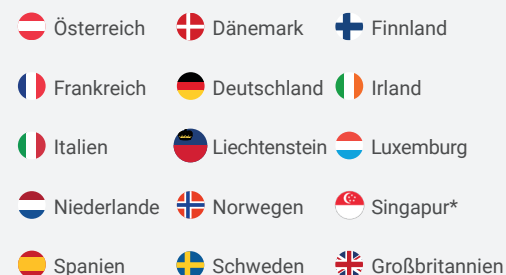 Österreich Dänemark Finnland
Frankreich Deutschland Irland
Italien Liechtenstein Luxemburg
Niederlande Norwegen Singapur*
Spanien Schweden Großbritannien